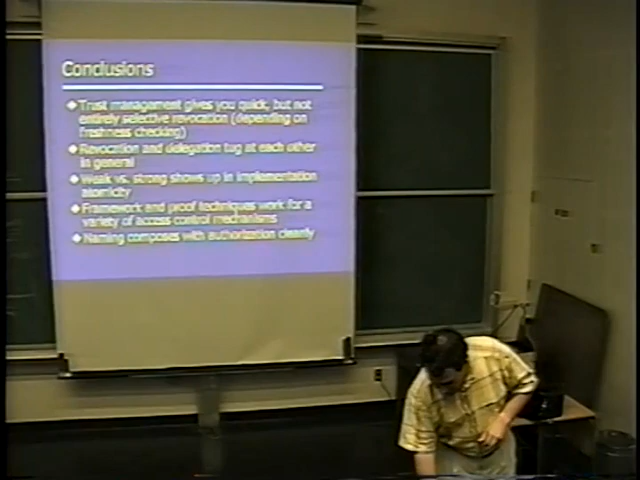 Conclusions
Trust management gives you quick, but not
entirely selective revocation (depending on
freshness checking)
Revocation and delegation tug at each other
in general
Weak vs. strong shows up in implementation
atomicity
Framework and proof techniques work for a
variety of access control mechanisms
Naming composes with authorization cleanly